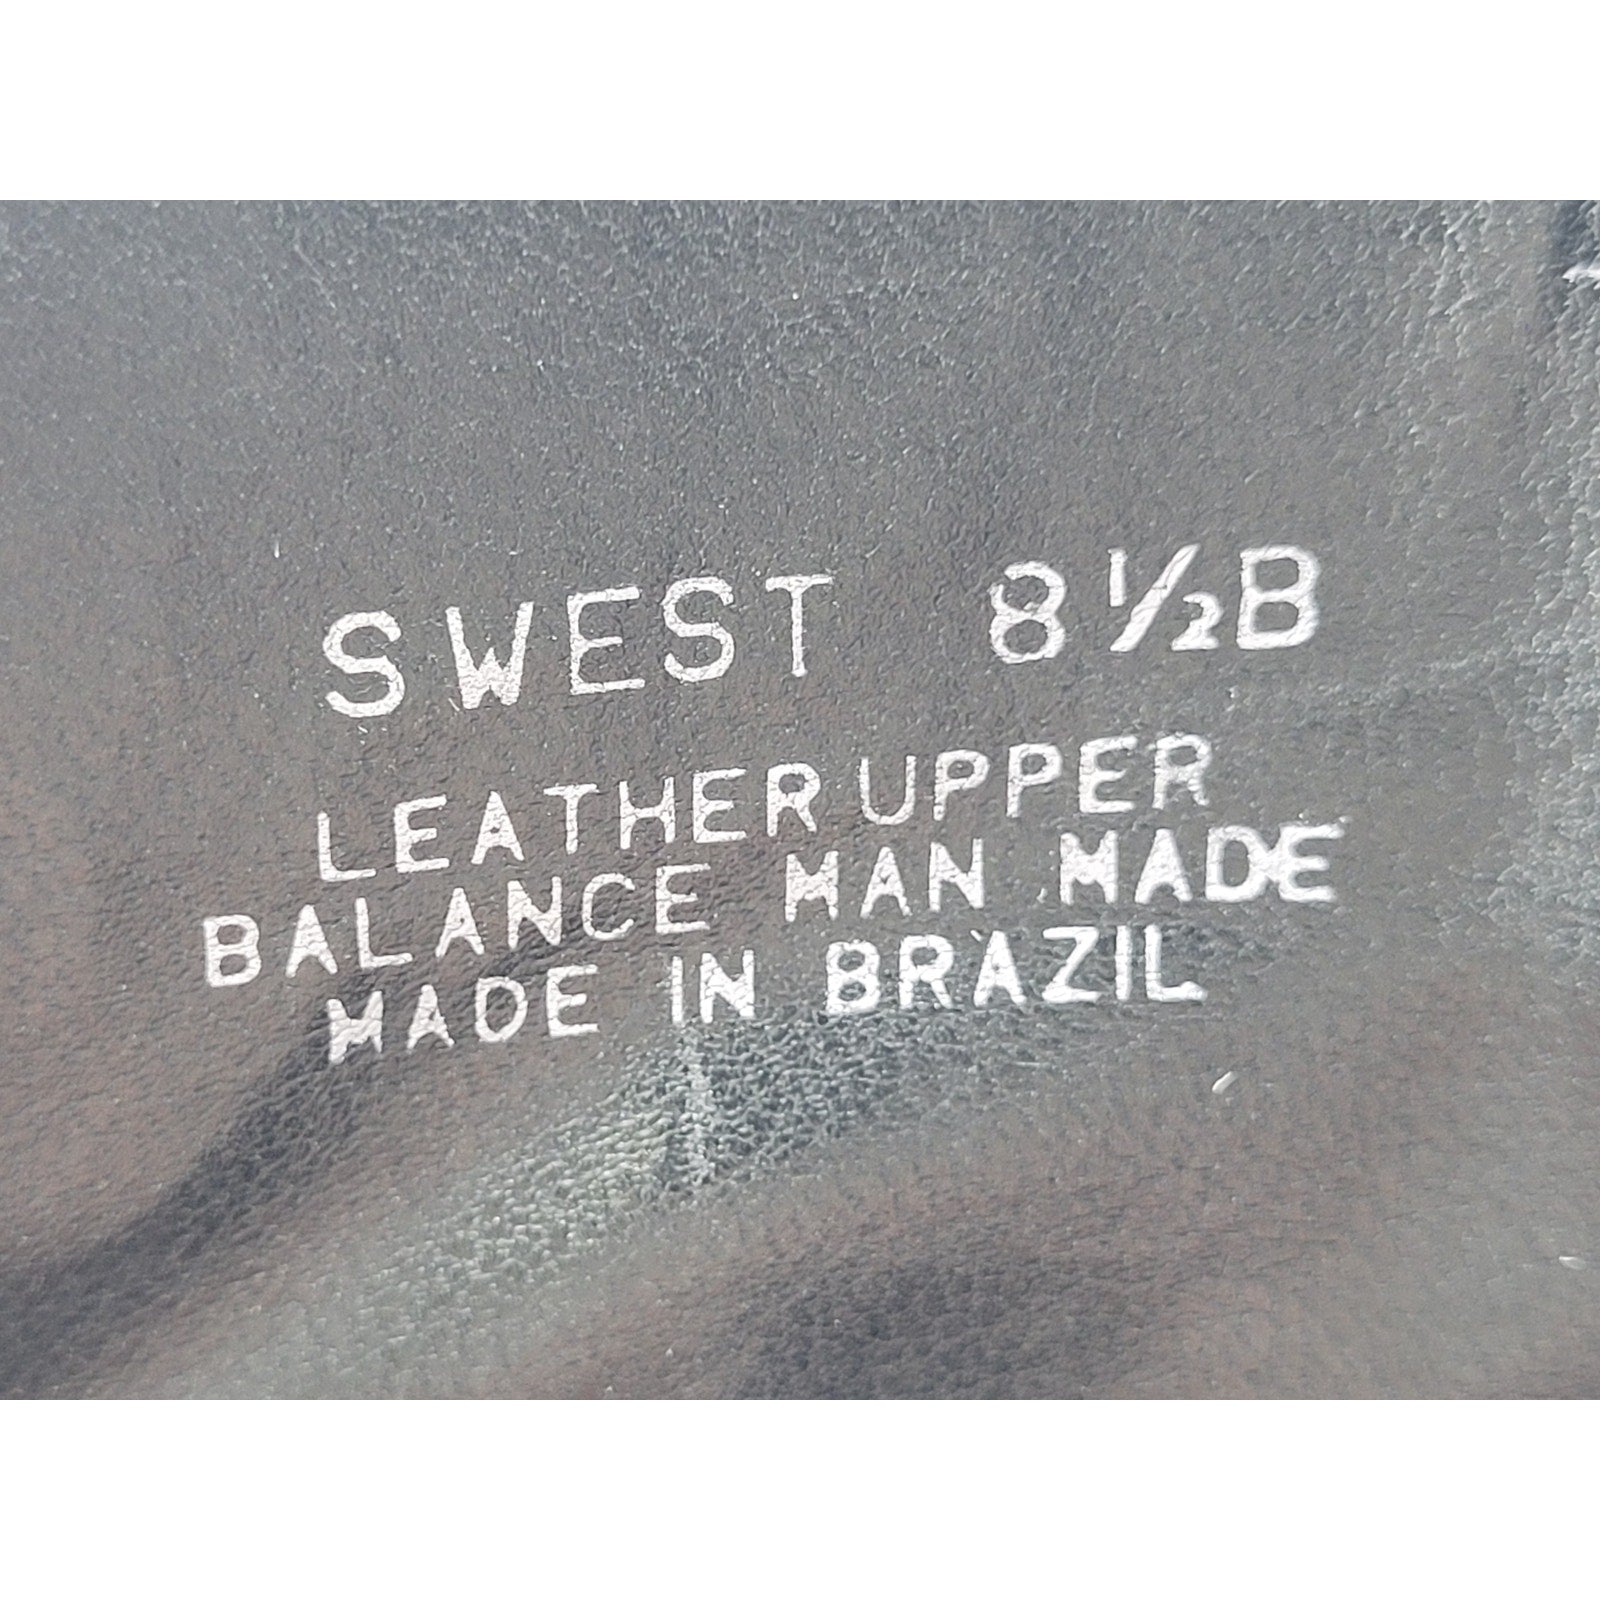 SWEST 8½B
LEATHER UPPER
BALANCE MAN MADE
MADE IN BRAZIL